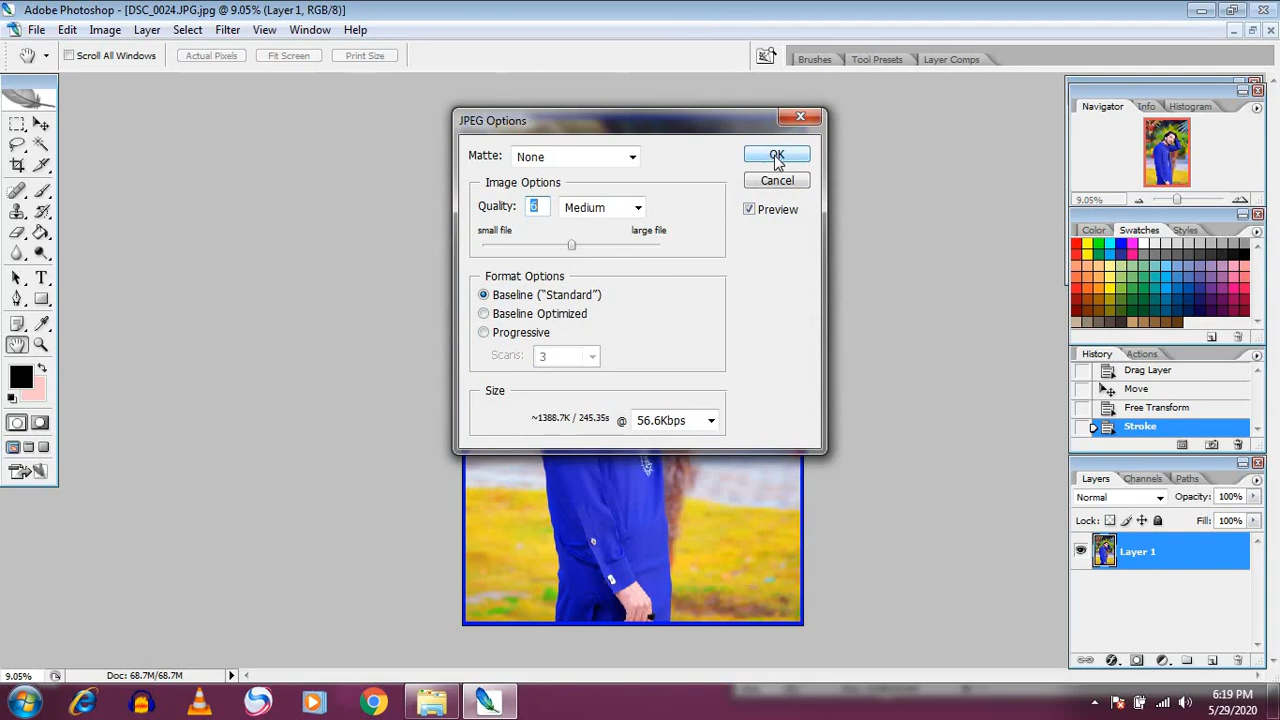 Adobe Photoshop - [DSC_0024.JPG.jpg @ 9.05% (Layer 1, RGB/8)]
File Edit Image Layer Select Filter View Window Help
Scroll All Windows Actual Pixels Fit Screen Print Size Brushes Tool Presets Layer Comps
JPEG Options
Matte: None
OK
Cancel
Preview
Image Options
Quality: 6 Medium
small file large file
Format Options
Baseline ("Standard")
Baseline Optimized
Progressive
Scans: 3
Size
~1388.7K / 245.35s @ 56.6Kbps
Navigator Info Histogram
9.05%
Color Swatches Styles
History Actions
Drag Layer
Move
Free Transform
Stroke
Layers Channels Paths
Normal Opacity: 100%
Lock: Fill: 100%
Layer 1
9.05% Doc: 68.7M/68.7M
6:19 PM
5/29/2020